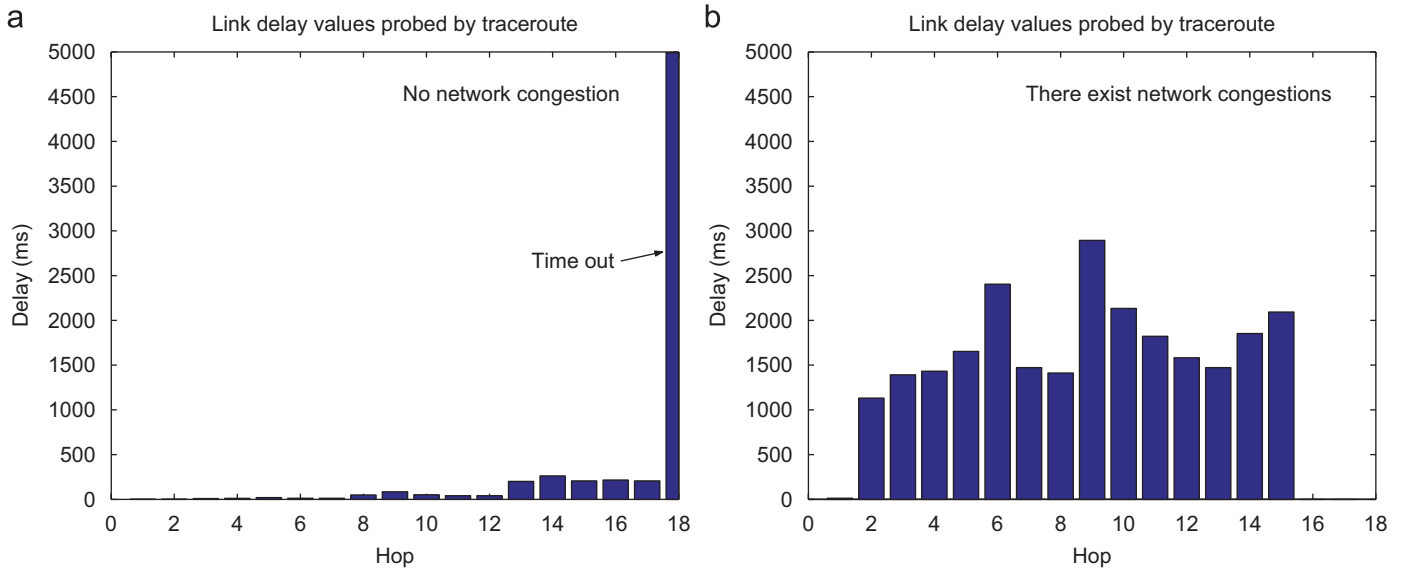 a
Link delay values probed by traceroute
5000
4500
4000
3500
3000
2500
2000
1500
1000
500
0
Delay (ms)
No network congestion
Time out
0 2 4 6 8 10 12 14 16 18
Hop
b
Link delay values probed by traceroute
5000
4500
4000
3500
3000
2500
2000
1500
1000
500
0
Delay (ms)
There exist network congestions
0 2 4 6 8 10 12 14 16 18
Hop